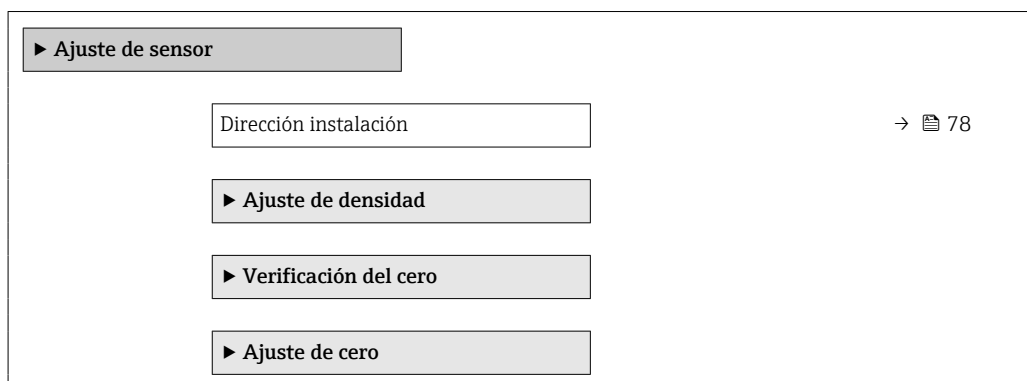 ▶ Ajuste de sensor
Dirección instalación → 🖹 78
▶ Ajuste de densidad
▶ Verificación del cero
▶ Ajuste de cero